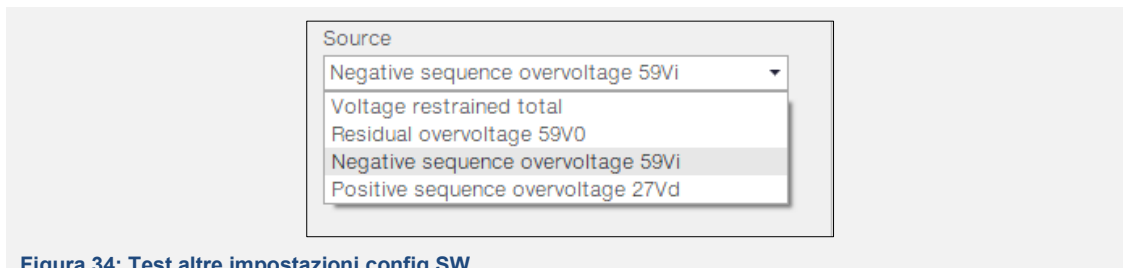 Source
Negative sequence overvoltage 59Vi
Voltage restrained total
Residual overvoltage 59V0
Negative sequence overvoltage 59Vi
Positive sequence overvoltage 27Vd
Figura 34: Test altre impostazioni config SW